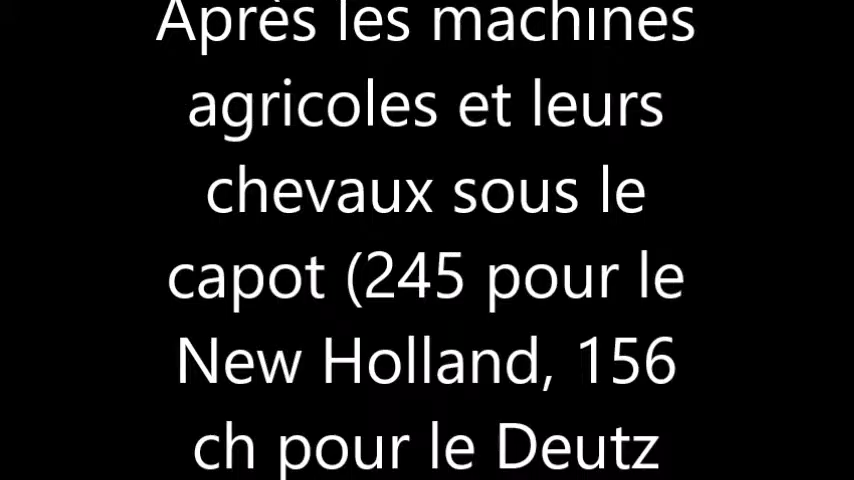 Après les machines
agricoles et leurs
chevaux sous le
capot (245 pour le
New Holland, 156
ch pour le Deutz